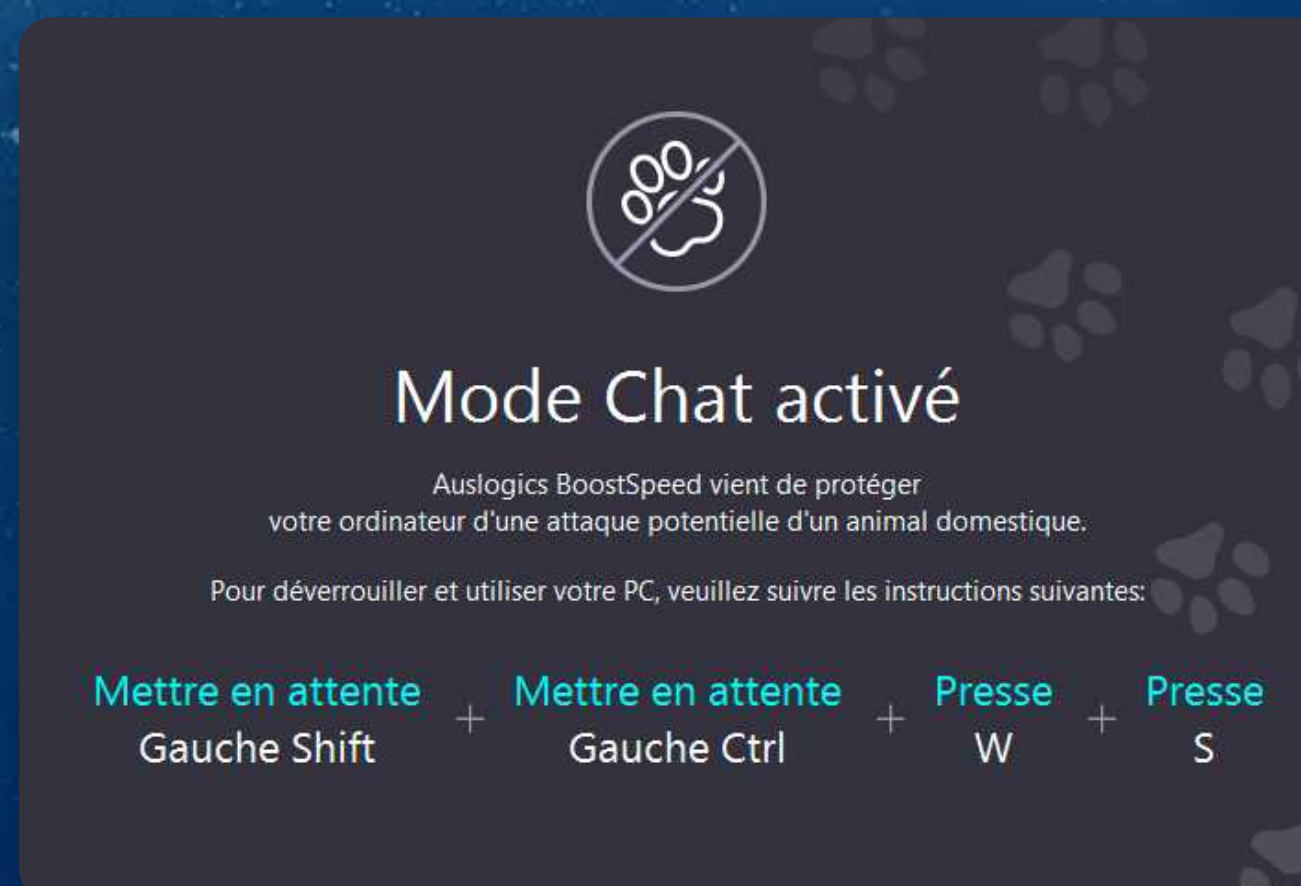 Mode Chat activé
Auslogics BoostSpeed vient de protéger
votre ordinateur d'une attaque potentielle d'un animal domestique.
Pour déverrouiller et utiliser votre PC, veuillez suivre les instructions suivantes:
Mettre en attente + Mettre en attente + Presse + Presse
Gauche Shift Gauche Ctrl W S